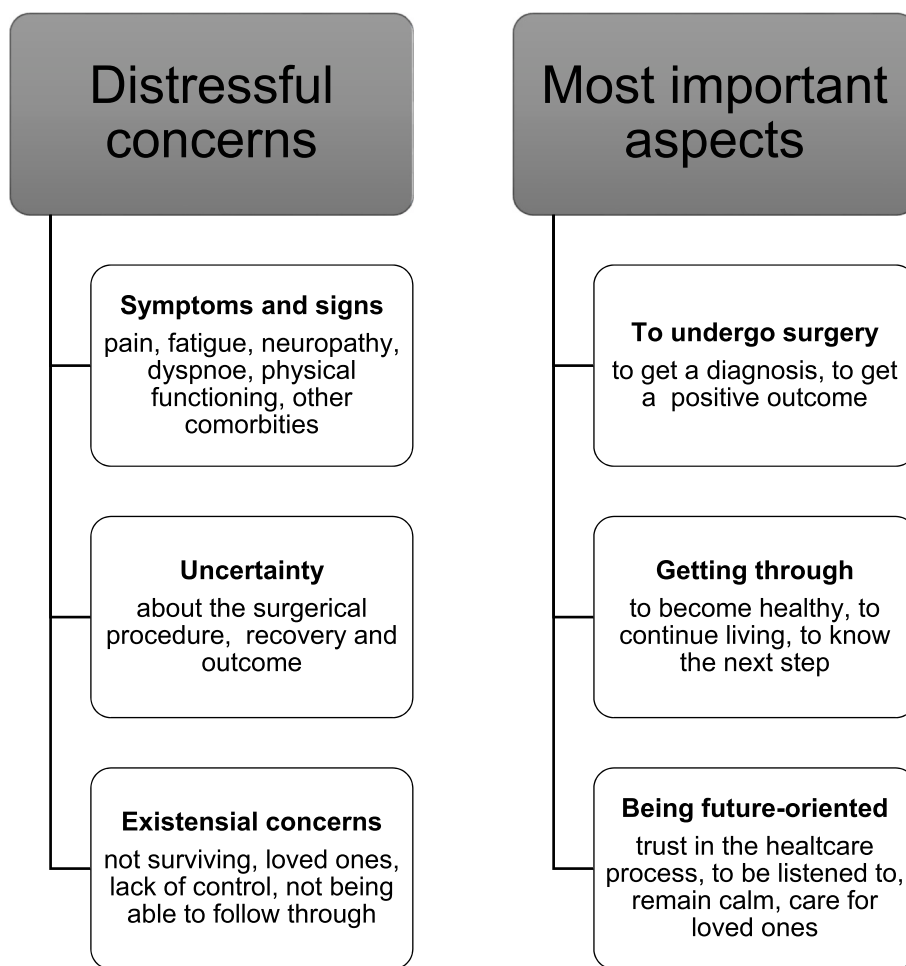 Distressful
concerns
Symptoms and signs
pain, fatigue, neuropathy,
dyspnoe, physical
functioning, other
comorbities
Uncertainty
about the surgerical
procedure,  recovery and
outcome
Existensial concerns
not surviving, loved ones,
lack of control, not being
able to follow through
Most important
aspects
To undergo surgery
to get a diagnosis, to get
a  positive outcome
Getting through
to become healthy, to
continue living, to know
the next step
Being future-oriented
trust in the healtcare
process, to be listened to,
remain calm, care for
loved ones